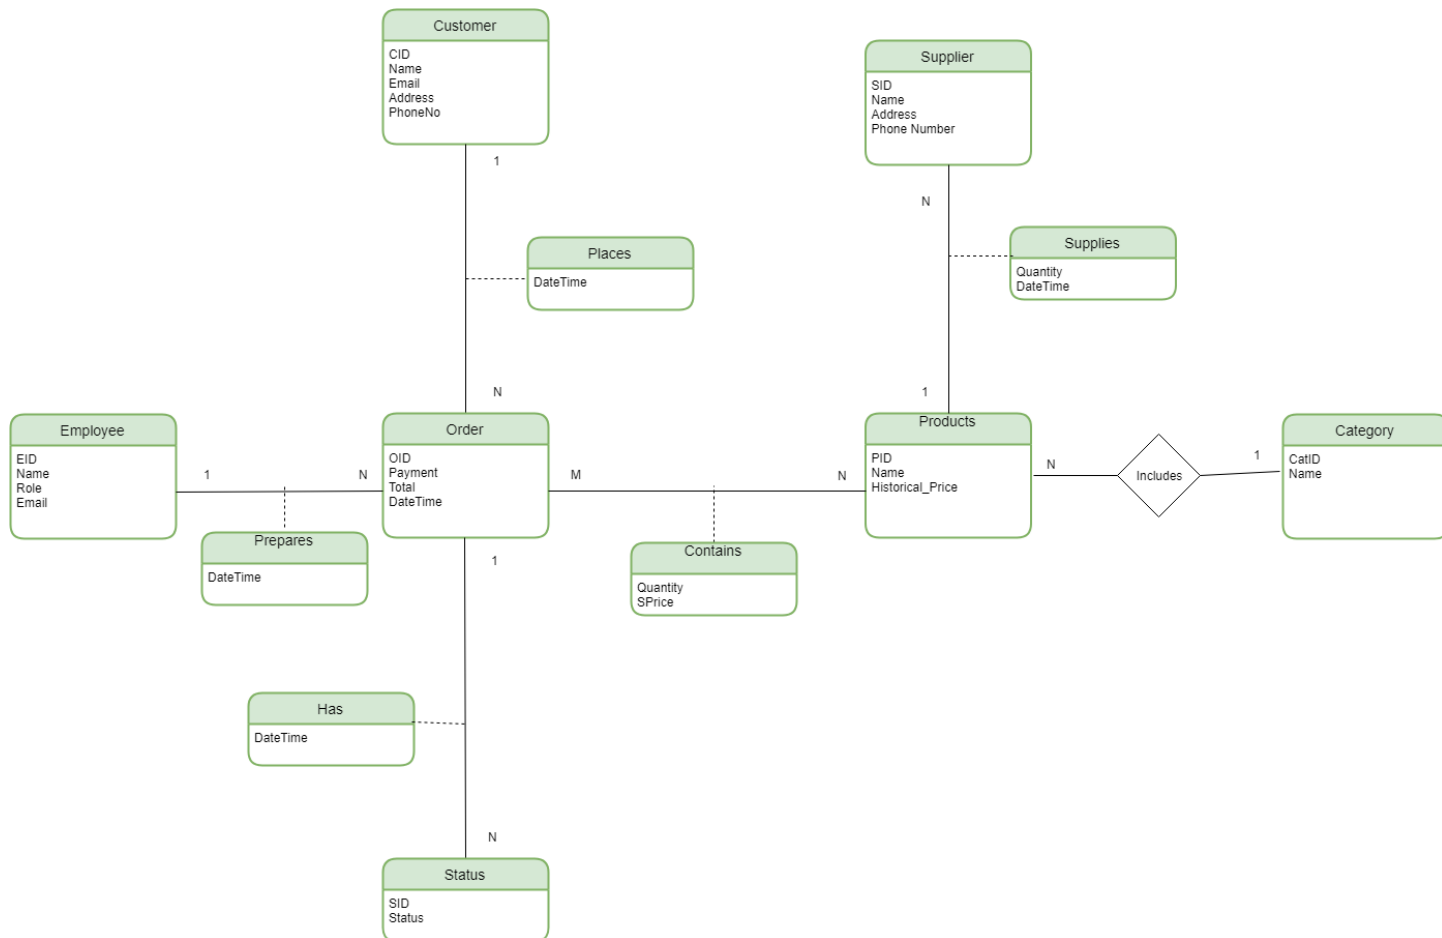 Customer
CID
Name
Email
Address
PhoneNo
Supplier
SID
Name
Address
Phone Number
1
N
Places
DateTime
Supplies
Quantity
DateTime
N
1
Employee
EID
Name
Role
Email
1
N
Order
OID
Payment
Total
DateTime
M
N
Products
PID
Name
Historical_Price
N
Includes
1
Category
CatID
Name
Prepares
DateTime
Contains
Quantity
SPrice
1
Has
DateTime
N
Status
SID
Status